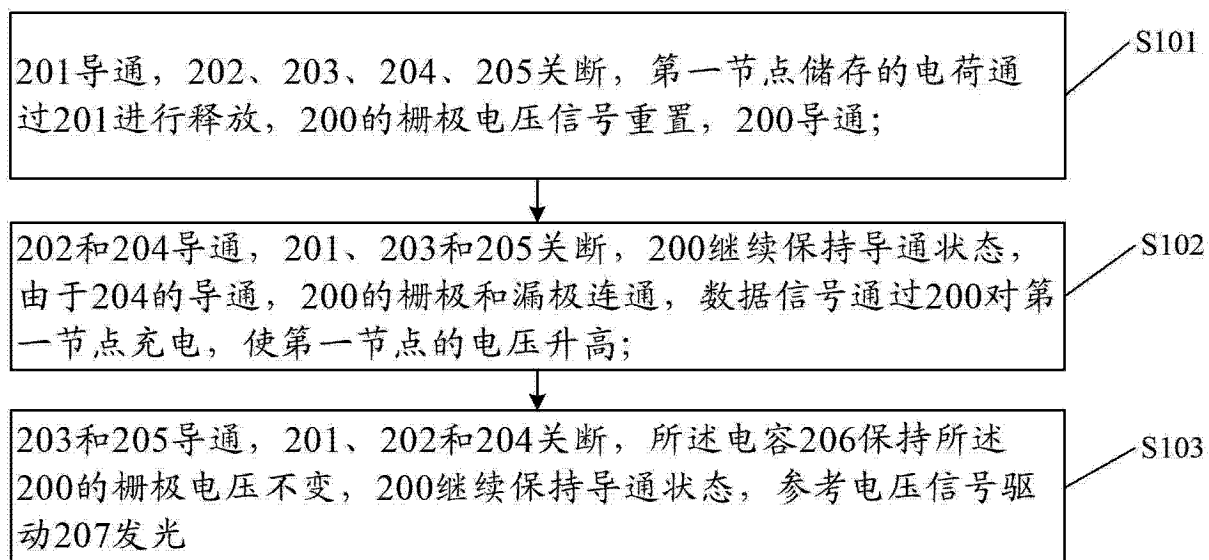 201导通，202、203、204、205关断，第一节点储存的电荷通
过201进行释放，200的栅极电压信号重置，200导通；
S101
202和204导通，201、203和205关断，200继续保持导通状态，
由于204的导通，200的栅极和漏极连通，数据信号通过200对第
一节点充电，使第一节点的电压升高；
S102
203和205导通，201、202和204关断，所述电容206保持所述
200的栅极电压不变，200继续保持导通状态，参考电压信号驱
动207发光
S103